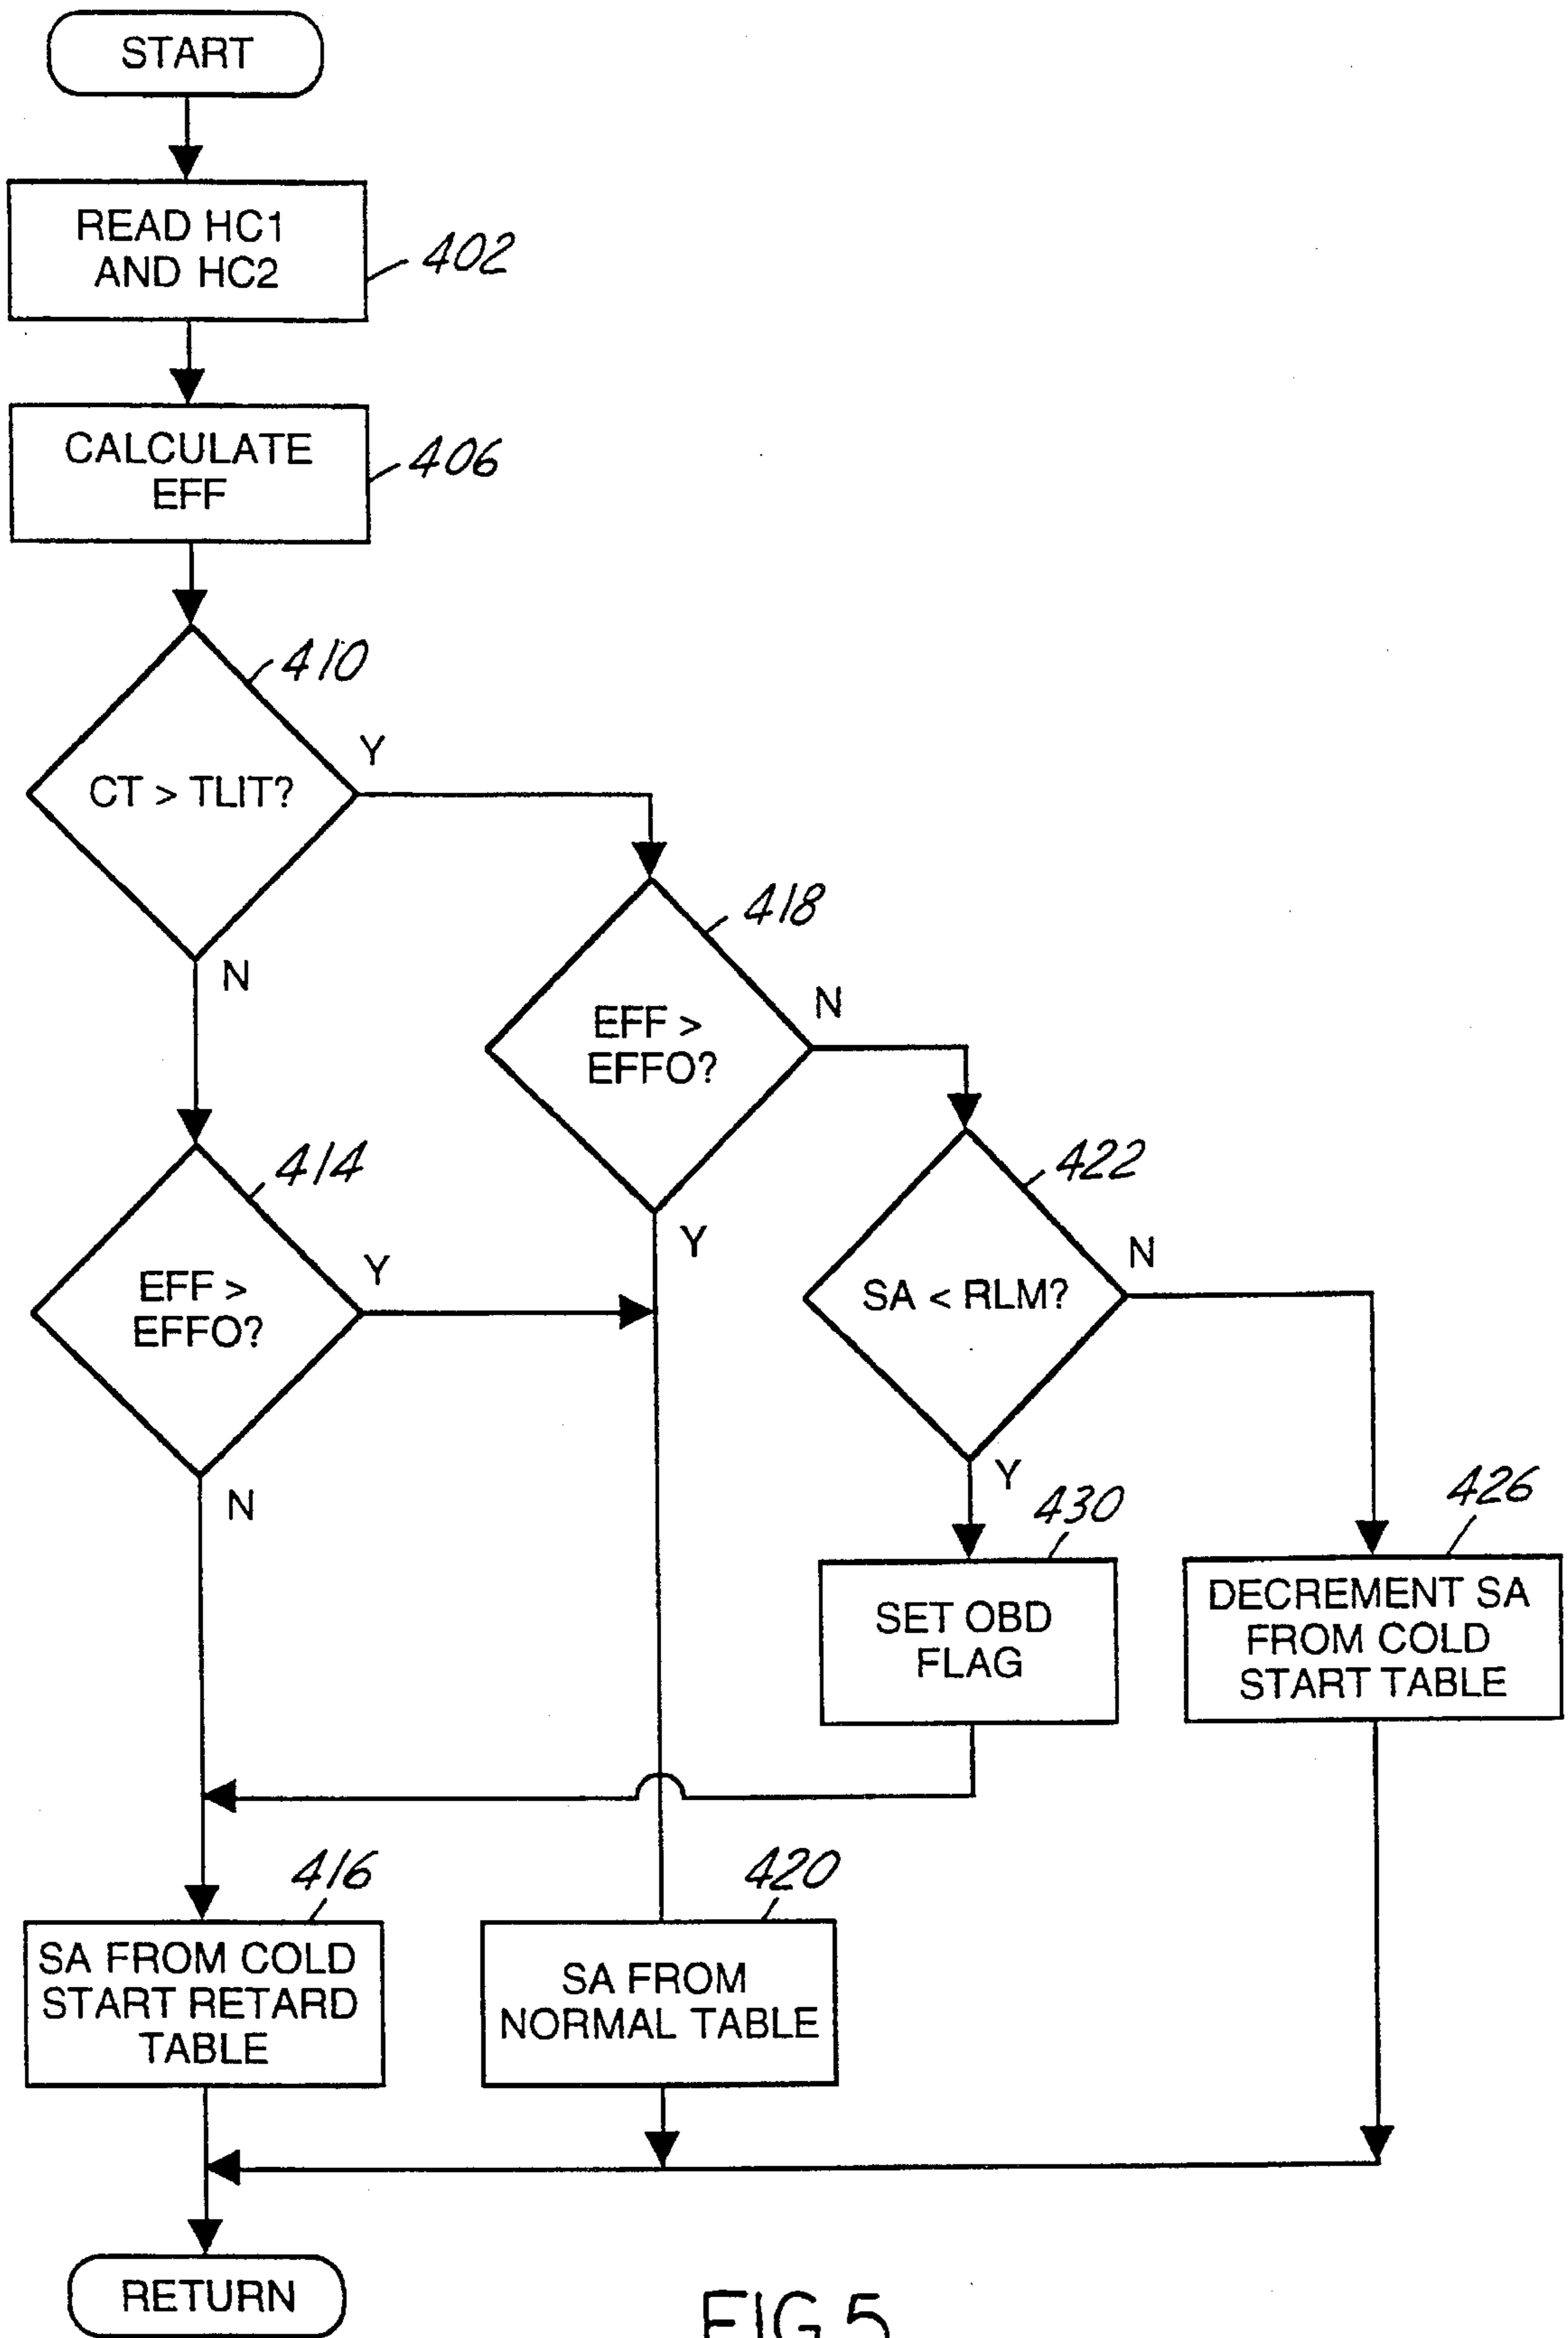 START
READ HC1
AND HC2
402
CALCULATE
EFF
406
410
CT > TLIT?
Y
N
418
EFF >
EFFO?
N
Y
414
EFF >
EFFO?
Y
N
422
SA < RLM?
N
Y
430
SET OBD
FLAG
426
DECREMENT SA
FROM COLD
START TABLE
416
SA FROM COLD
START RETARD
TABLE
420
SA FROM
NORMAL TABLE
RETURN
FIG.5